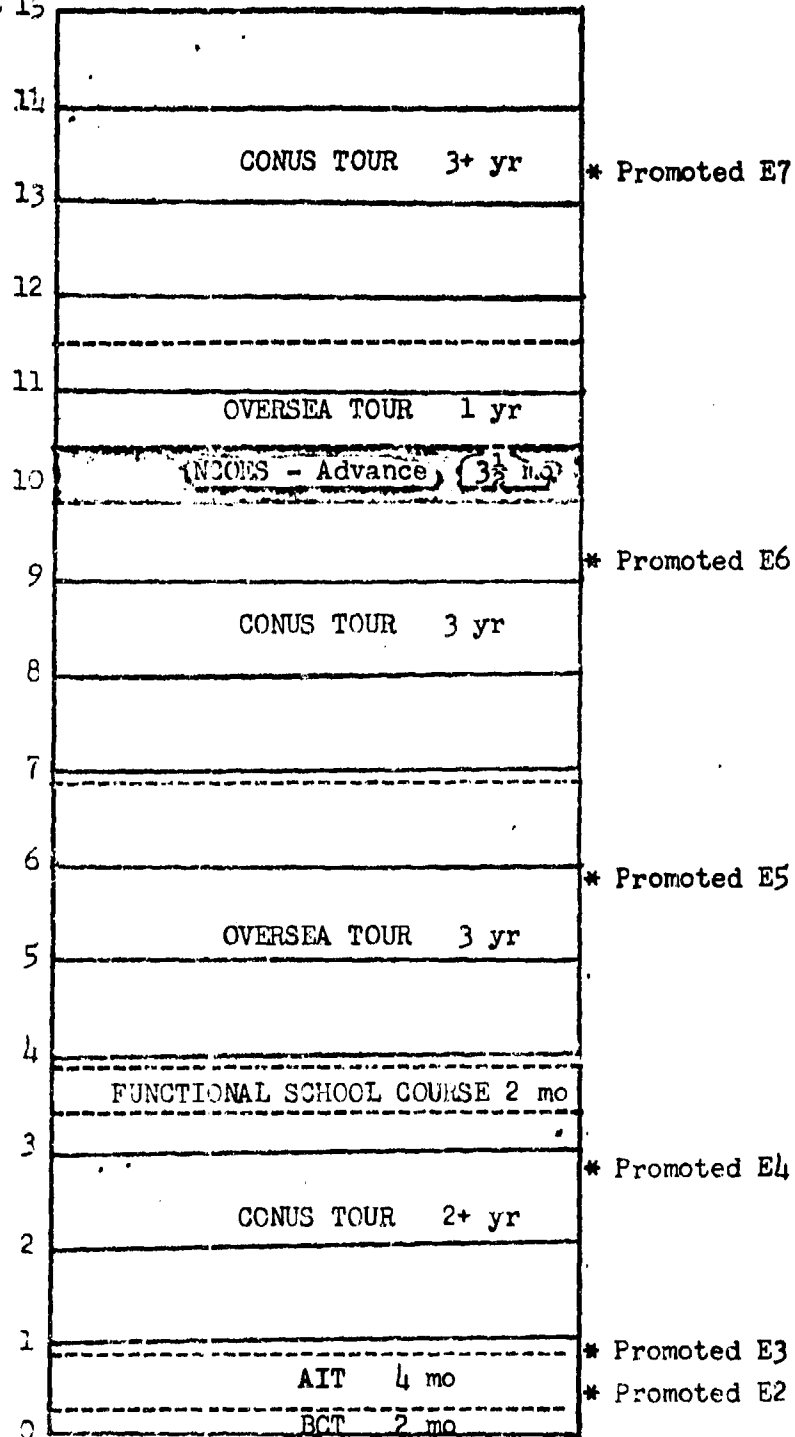 15
14
CONUS TOUR 3+ yr
* Promoted E7
13
12
11
OVERSEA TOUR 1 yr
NCOES - Advance 3½ mo
10
* Promoted E6
9
CONUS TOUR 3 yr
8
7
6
* Promoted E5
OVERSEA TOUR 3 yr
5
4
FUNCTIONAL SCHOOL COURSE 2 mo
3
* Promoted E4
CONUS TOUR 2+ yr
2
1
* Promoted E3
AIT 4 mo
* Promoted E2
0
BCT 2 mo